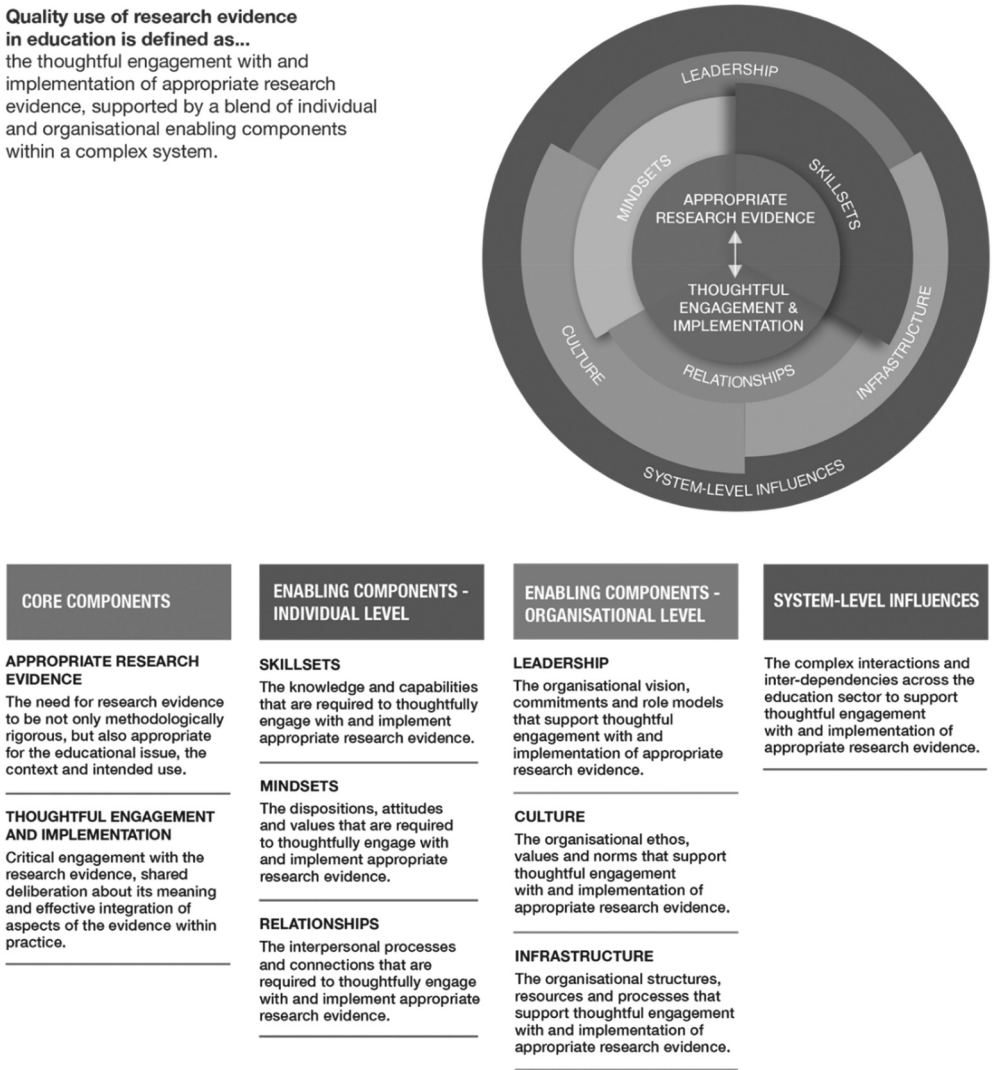 Quality use of research evidence
in education is defined as...
the thoughtful engagement with and
implementation of appropriate research
evidence, supported by a blend of individual
and organisational enabling components
within a complex system.
LEADERSHIP
MINDSETS
SKILLSETS
APPROPRIATE
RESEARCH EVIDENCE
THOUGHTFUL
ENGAGEMENT &
IMPLEMENTATION
CULTURE
RELATIONSHIPS
INFRASTRUCTURE
SYSTEM-LEVEL INFLUENCES
CORE COMPONENTS
APPROPRIATE RESEARCH
EVIDENCE
The need for research evidence
to be not only methodologically
rigorous, but also appropriate
for the educational issue, the
context and intended use.
THOUGHTFUL ENGAGEMENT
AND IMPLEMENTATION
Critical engagement with the
research evidence, shared
deliberation about its meaning
and effective integration of
aspects of the evidence within
practice.
ENABLING COMPONENTS -
INDIVIDUAL LEVEL
SKILLSETS
The knowledge and capabilities
that are required to thoughtfully
engage with and implement
appropriate research evidence.
MINDSETS
The dispositions, attitudes
and values that are required
to thoughtfully engage with
and implement appropriate
research evidence.
RELATIONSHIPS
The interpersonal processes
and connections that are
required to thoughtfully engage
with and implement appropriate
research evidence.
ENABLING COMPONENTS -
ORGANISATIONAL LEVEL
LEADERSHIP
The organisational vision,
commitments and role models
that support thoughtful
engagement with and
implementation of appropriate
research evidence.
CULTURE
The organisational ethos,
values and norms that support
thoughtful engagement
with and implementation of
appropriate research evidence.
INFRASTRUCTURE
The organisational structures,
resources and processes that
support thoughtful engagement
with and implementation of
appropriate research evidence.
SYSTEM-LEVEL INFLUENCES
The complex interactions and
inter-dependencies across the
education sector to support
thoughtful engagement
with and implementation of
appropriate research evidence.